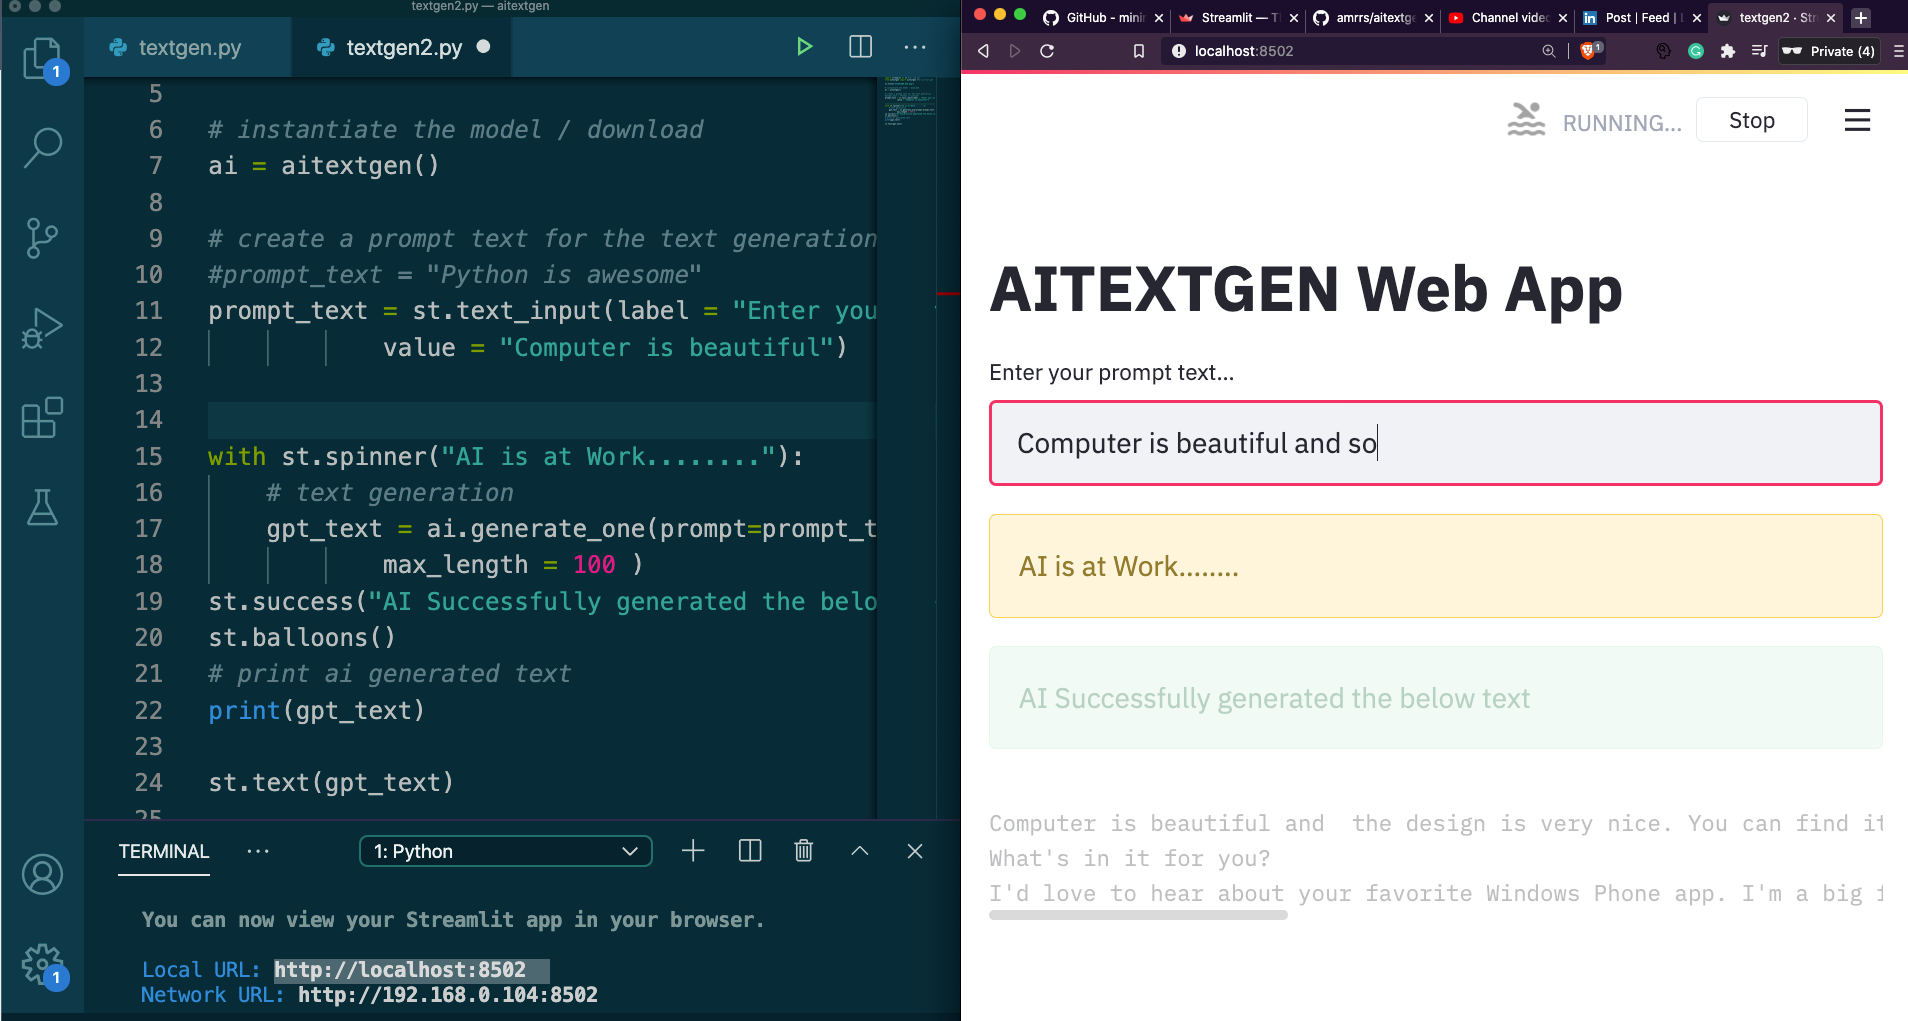 textgen2.py — aitextgen
textgen.py
textgen2.py
1
5
6 # instantiate the model / download
7 ai = aitextgen()
8
9 # create a prompt text for the text generation
10 #prompt_text = "Python is awesome"
11 prompt_text = st.text_input(label = "Enter you
12 value = "Computer is beautiful")
13
14
15 with st.spinner("AI is at Work........"):
16 # text generation
17 gpt_text = ai.generate_one(prompt=prompt_t
18 max_length = 100 )
19 st.success("AI Successfully generated the belo
20 st.balloons()
21 # print ai generated text
22 print(gpt_text)
23
24 st.text(gpt_text)
25
TERMINAL
1: Python
You can now view your Streamlit app in your browser.
Local URL: http://localhost:8502
Network URL: http://192.168.0.104:8502
1
GitHub - minim
Streamlit — T
amrrs/aitextge
Channel video
Post | Feed |
textgen2 · Str
localhost:8502
1
Private (4)
RUNNING...
Stop
AITEXTGEN Web App
Enter your prompt text...
Computer is beautiful and so
AI is at Work........
AI Successfully generated the below text
Computer is beautiful and  the design is very nice. You can find it
What's in it for you?
I'd love to hear about your favorite Windows Phone app. I'm a big f